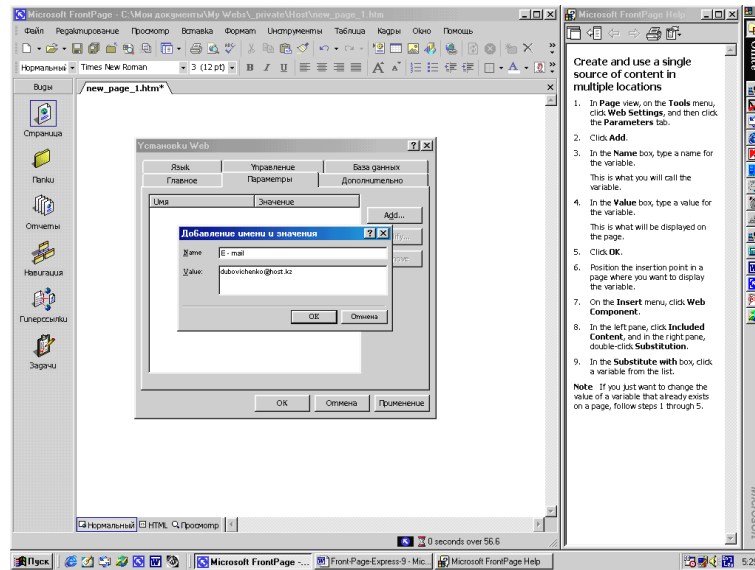 Microsoft FrontPage - C:\Мои документы\My Webs\_private\Host\new_page_1.htm
Файл Редактирование Просмотр Вставка Формат Инструменты Таблица Кадры Окно Помощь
Нормальный Times New Roman 3 (12 pt)
Виды
new_page_1.htm*
Страница
Папки
Отчеты
Навигация
Гиперссылки
Задачи
Установки Web
Язык Управление База данных
Главное Параметры Дополнительно
Имя Значение
Add...
Добавление имени и значения
Name E - mail
Value: dubovichenko@host.kz
OK Отмена
OK Отмена Применение
Нормальный HTML Просмотр
0 seconds over 56.6
Microsoft FrontPage Help
Create and use a single
source of content in
multiple locations
1. In Page view, on the Tools menu,
click Web Settings, and then click
the Parameters tab.
2. Click Add.
3. In the Name box, type a name for
the variable.
This is what you will call the
variable.
4. In the Value box, type a value for
the variable.
This is what will be displayed on
the page.
5. Click OK.
6. Position the insertion point in a
page where you want to display
the variable.
7. On the Insert menu, click Web
Component.
8. In the left pane, click Included
Content, and in the right pane,
double-click Substitution.
9. In the Substitute with box, click
a variable from the list.
Note If you just want to change the
value of a variable that already exists
on a page, follow steps 1 through 5.
Office
Пуск Microsoft FrontPage -... Front-Page-Express-9 - Mic... Microsoft FrontPage Help